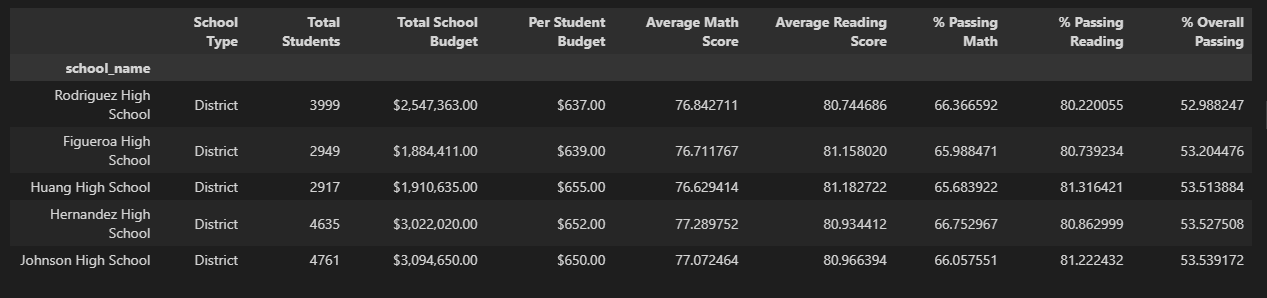 School Type Total Students Total School Budget Per Student Budget Average Math Score Average Reading Score % Passing Math % Passing Reading % Overall Passing
school_name
Rodriguez High School District 3999 $2,547,363.00 $637.00 76.842711 80.744686 66.366592 80.220055 52.988247
Figueroa High School District 2949 $1,884,411.00 $639.00 76.711767 81.158020 65.988471 80.739234 53.204476
Huang High School District 2917 $1,910,635.00 $655.00 76.629414 81.182722 65.683922 81.316421 53.513884
Hernandez High School District 4635 $3,022,020.00 $652.00 77.289752 80.934412 66.752967 80.862999 53.527508
Johnson High School District 4761 $3,094,650.00 $650.00 77.072464 80.966394 66.057551 81.222432 53.539172